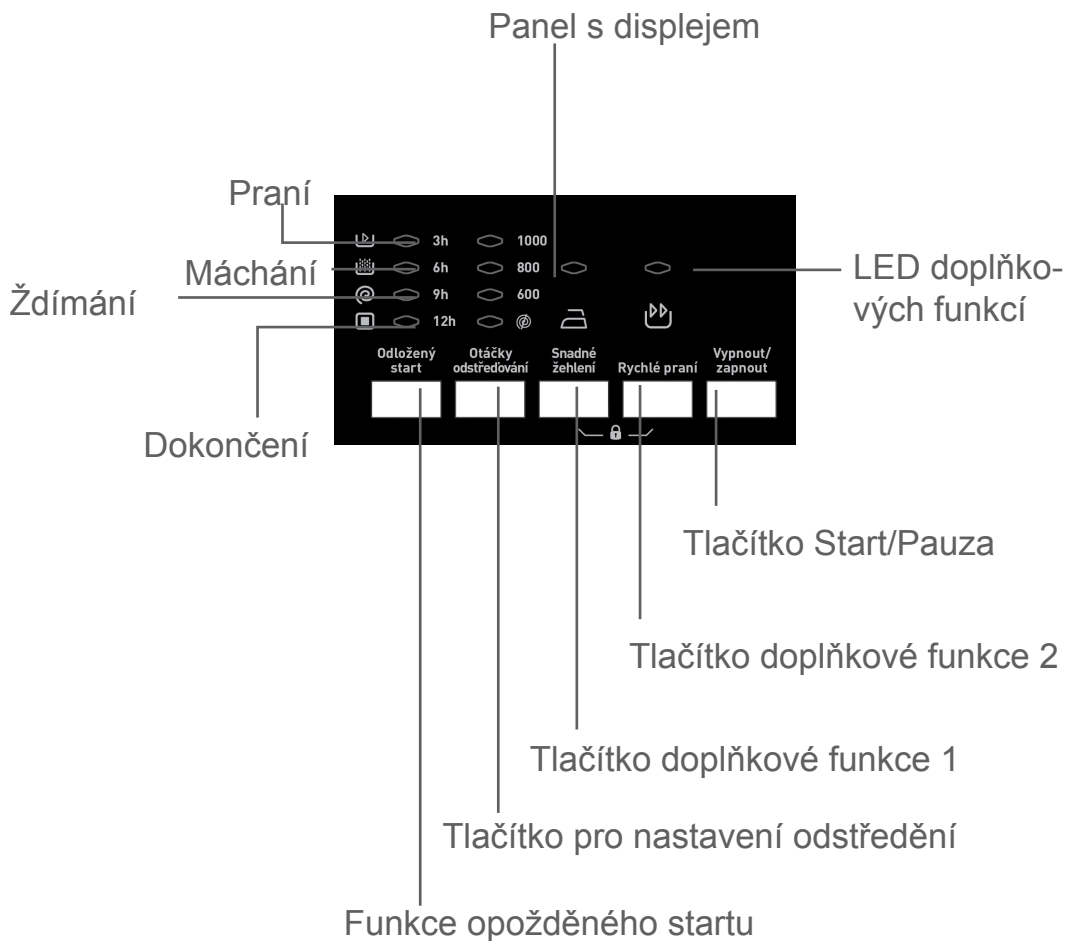 Panel s displejem
Praní
Máchání
Ždímání
Dokončení
3h 1000
6h 800
9h 600
12h
LED doplňko-
vých funkcí
Odložený
start
Otáčky
odstřeďování
Snadné
žehlení
Rychlé praní
Vypnout/
zapnout
Tlačítko Start/Pauza
Tlačítko doplňkové funkce 2
Tlačítko doplňkové funkce 1
Tlačítko pro nastavení odstředění
Funkce opožděného startu